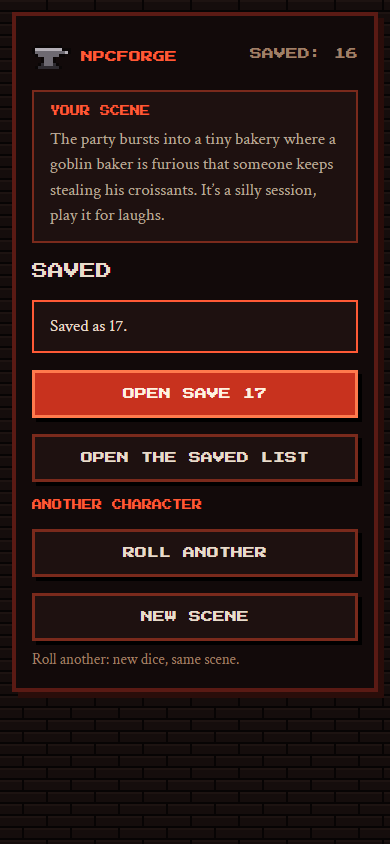 NPCFORGE
SAVED: 16
YOUR SCENE
The party bursts into a tiny bakery where a
goblin baker is furious that someone keeps
stealing his croissants. It's a silly session,
play it for laughs.
SAVED
Saved as 17.
OPEN SAVE 17
OPEN THE SAVED LIST
ANOTHER CHARACTER
ROLL ANOTHER
NEW SCENE
Roll another: new dice, same scene.